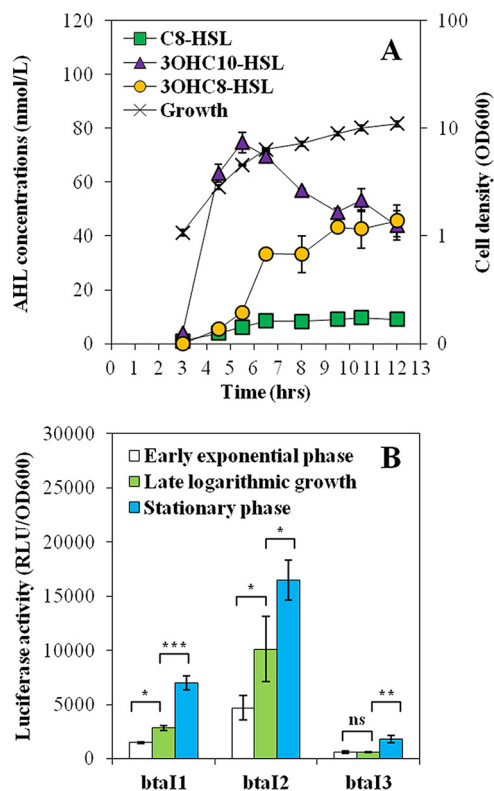 A
C8-HSL
3OHC10-HSL
3OHC8-HSL
Growth
AHL concentrations (nmol/L)
120
100
80
60
40
20
0
Cell density (OD600)
100
10
1
0
0 1 2 3 4 5 6 7 8 9 10 11 12 13
Time (hrs)
B
Early exponential phase
Late logarithmic growth
Stationary phase
Luciferase activity (RLU/OD600)
30000
25000
20000
15000
10000
5000
0
* ***
* *
ns **
btaI1 btaI2 btaI3